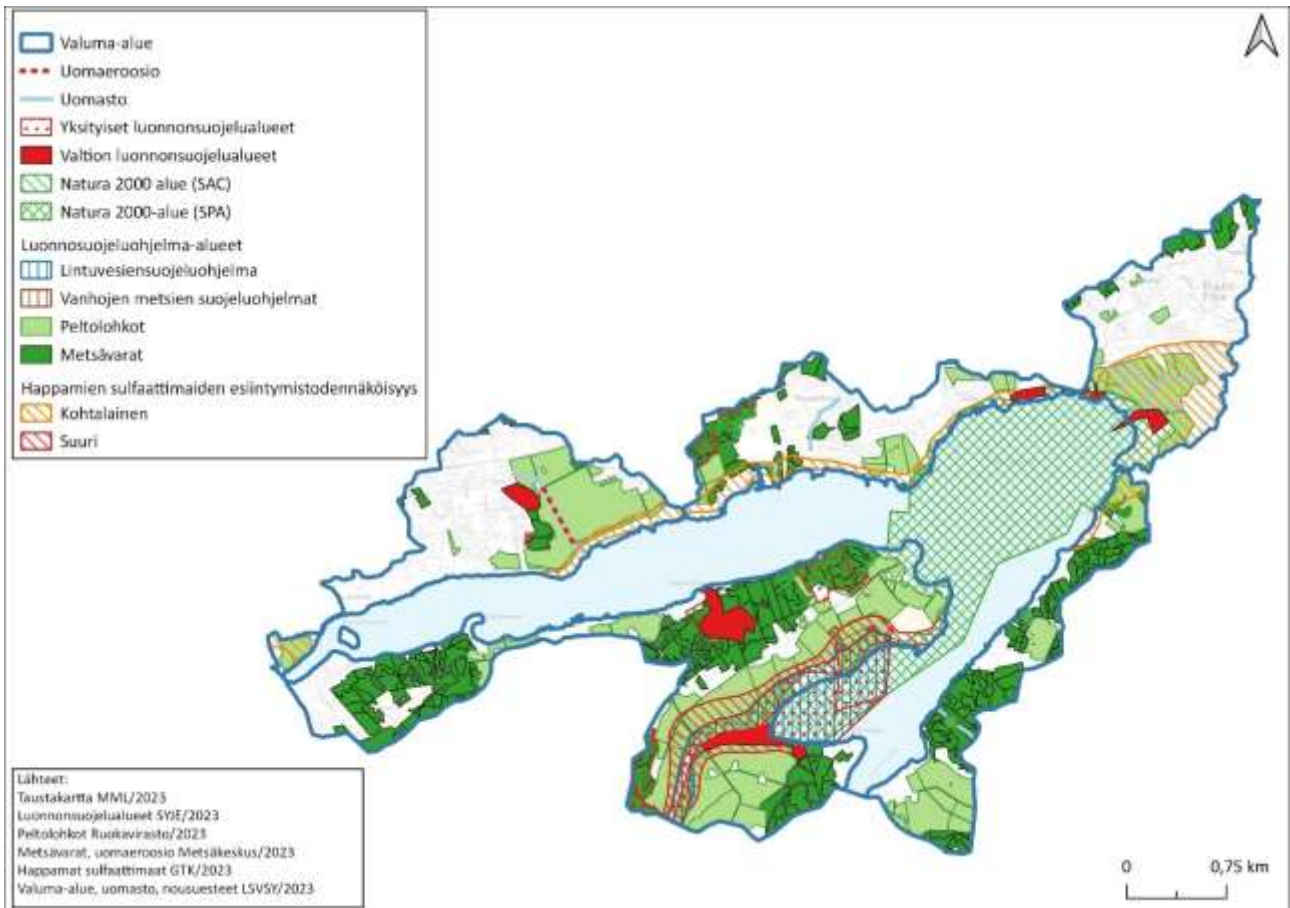 Valuma-alue
Uomaeroosio
Uomasto
Yksityiset luonnonsuojelualueet
Valtion luonnonsuojelualueet
Natura 2000 alue (SAC)
Natura 2000-alue (SPA)
Luonnosuojeluohjelma-alueet
Lintuvesiensuojeluohjelma
Vanhojen metsien suojeluohjelmat
Peltolohkot
Metsävarat
Happamien sulfaattimaiden esiintymistodennäköisyys
Kohtalainen
Suuri
Lähteet:
Taustakartta MML/2023
Luonnonsuojelualueet SYJE/2023
Peltolohkot Ruokavirasto/2023
Metsävarat, uomaeroosio Metsäkeskus/2023
Happamat sulfaattimaat GTK/2023
Valuma-alue, uomasto, nousuesteet LSVSY/2023
0 0,75 km